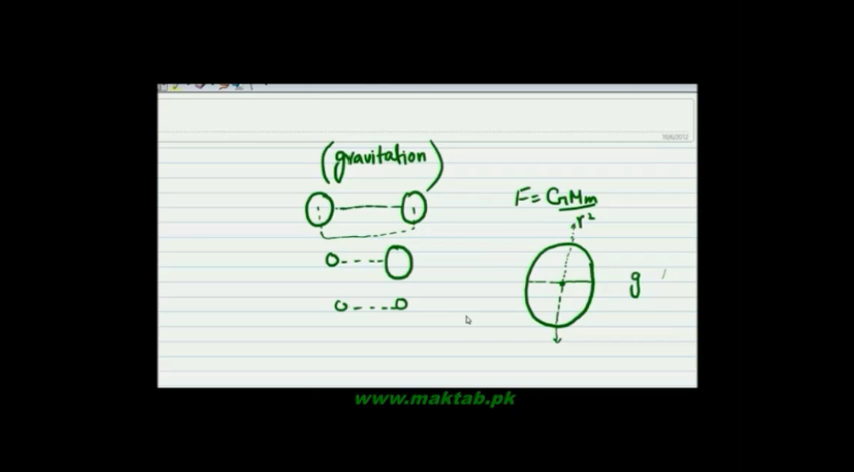 (gravitation)
F = GMm
r²
g
www.maktab.pk